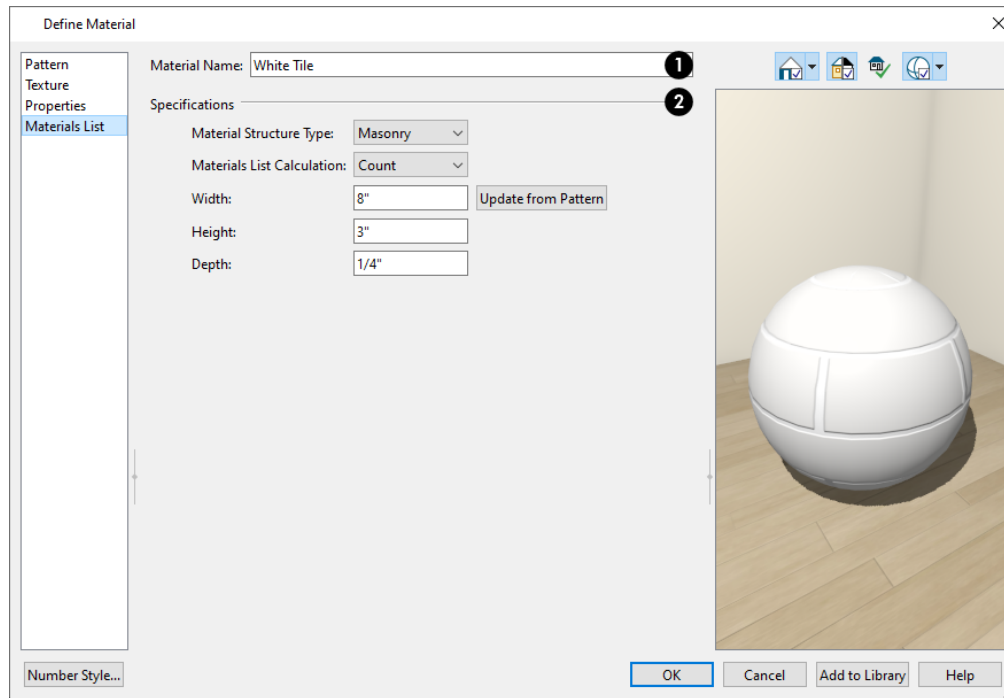 Define Material
Pattern
Texture
Properties
Materials List
Material Name: White Tile 1
Specifications 2
Material Structure Type: Masonry
Materials List Calculation: Count
Width: 8" Update from Pattern
Height: 3"
Depth: 1/4"
Number Style... OK Cancel Add to Library Help